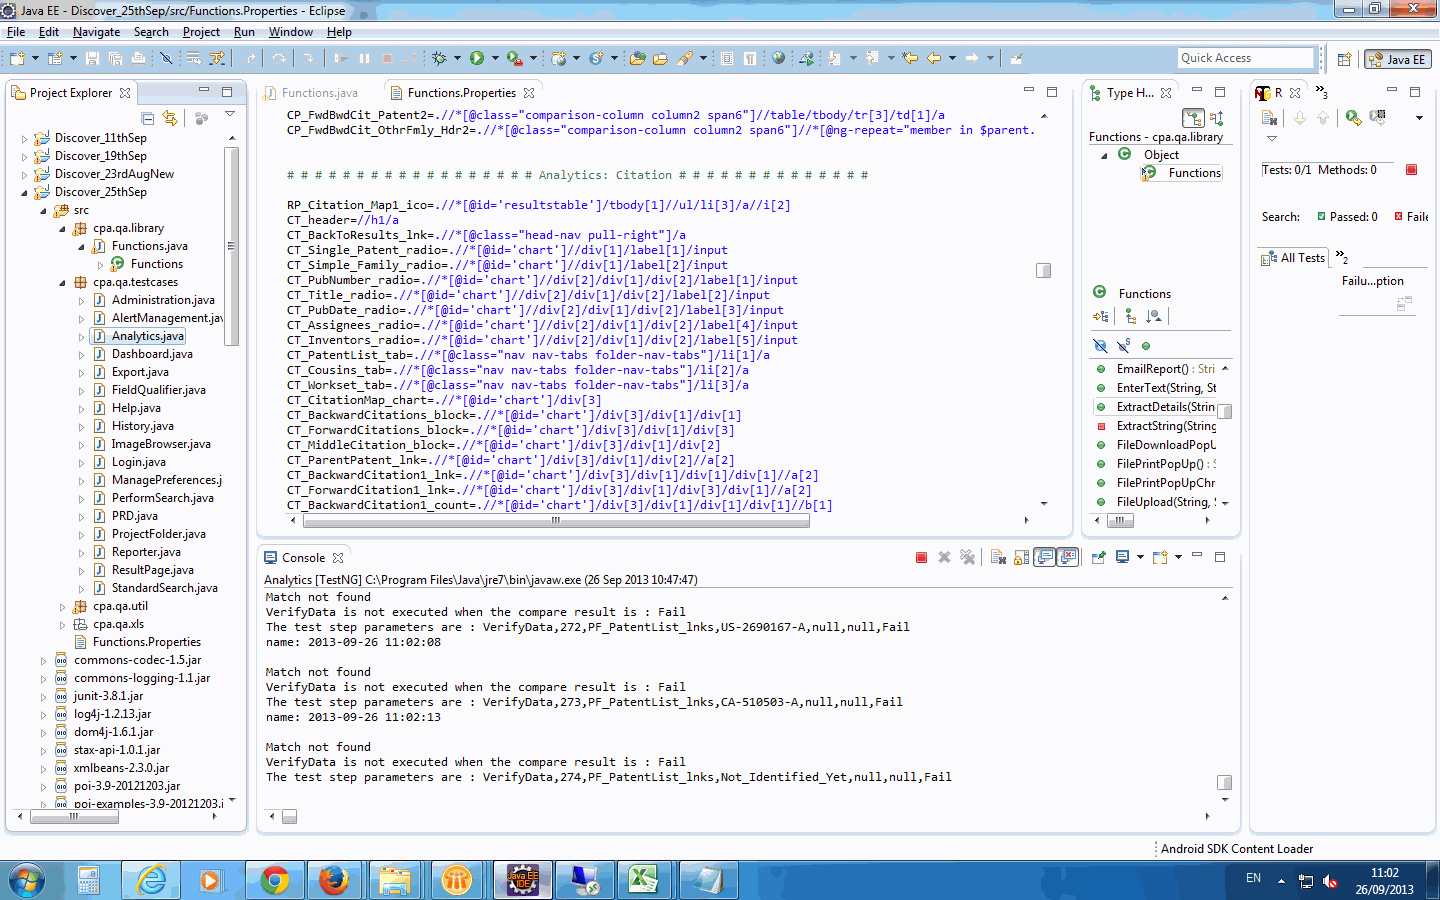 Java EE - Discover_25thSep/src/Functions.Properties - Eclipse
File Edit Navigate Search Project Run Window Help
Quick Access
Java EE
Project Explorer
Discover_11thSep
Discover_19thSep
Discover_23rdAugNew
Discover_25thSep
src
cpa.qa.library
Functions.java
Functions
cpa.qa.testcases
Administration.java
AlertManagement.jav
Analytics.java
Dashboard.java
Export.java
FieldQualifier.java
Help.java
History.java
ImageBrowser.java
Login.java
ManagePreferences.j
PerformSearch.java
PRD.java
ProjectFolder.java
Reporter.java
ResultPage.java
StandardSearch.java
cpa.qa.util
cpa.qa.xls
Functions.Properties
commons-codec-1.5.jar
commons-logging-1.1.jar
junit-3.8.1.jar
log4j-1.2.13.jar
dom4j-1.6.1.jar
stax-api-1.0.1.jar
xmlbeans-2.3.0.jar
poi-3.9-20121203.jar
poi-examples-3.9-20121203.j
Functions.java Functions.Properties
CP_FwdBwdCit_Patent2=.//*[@class="comparison-column column2 span6"]//table/tbody/tr[3]/td[1]/a
CP_FwdBwdCit_OthrFmly_Hdr2=.//*[@class="comparison-column column2 span6"]//*[@ng-repeat="member in $parent.
# # # # # # # # # # # # # # # # # # Analytics: Citation # # # # # # # # # # # # # #
RP_Citation_Map1_ico=.//*[@id='resultstable']/tbody[1]//ul/li[3]/a//i[2]
CT_header=//h1/a
CT_BackToResults_lnk=.//*[@class="head-nav pull-right"]/a
CT_Single_Patent_radio=.//*[@id='chart']//div[1]/label[1]/input
CT_Simple_Family_radio=.//*[@id='chart']//div[1]/label[2]/input
CT_PubNumber_radio=.//*[@id='chart']//div[2]/div[1]/div[2]/label[1]/input
CT_Title_radio=.//*[@id='chart']//div[2]/div[1]/div[2]/label[2]/input
CT_PubDate_radio=.//*[@id='chart']//div[2]/div[1]/div[2]/label[3]/input
CT_Assignees_radio=.//*[@id='chart']//div[2]/div[1]/div[2]/label[4]/input
CT_Inventors_radio=.//*[@id='chart']//div[2]/div[1]/div[2]/label[5]/input
CT_PatentList_tab=.//*[@class="nav nav-tabs folder-nav-tabs"]/li[1]/a
CT_Cousins_tab=.//*[@class="nav nav-tabs folder-nav-tabs"]/li[2]/a
CT_Workset_tab=.//*[@class="nav nav-tabs folder-nav-tabs"]/li[3]/a
CT_CitationMap_chart=.//*[@id='chart']/div[3]
CT_BackwardCitations_block=.//*[@id='chart']/div[3]/div[1]/div[1]
CT_ForwardCitations_block=.//*[@id='chart']/div[3]/div[1]/div[3]
CT_MiddleCitation_block=.//*[@id='chart']/div[3]/div[1]/div[2]
CT_ParentPatent_lnk=.//*[@id='chart']/div[3]/div[1]/div[2]//a[2]
CT_BackwardCitation1_lnk=.//*[@id='chart']/div[3]/div[1]/div[1]/div[1]//a[2]
CT_ForwardCitation1_lnk=.//*[@id='chart']/div[3]/div[1]/div[3]/div[1]//a[2]
CT_BackwardCitation1_count=.//*[@id='chart']/div[3]/div[1]/div[1]/div[1]//b[1]
Type H...
Functions - cpa.qa.library
Object
Functions
Functions
EmailReport() : Stri
EnterText(String, St
ExtractDetails(Strin
ExtractString(String
FileDownloadPopU
FilePrintPopUp() : S
FilePrintPopUpChr
FileUpload(String, S
R
3
Tests: 0/1 Methods: 0
Search: Passed: 0 Faile
All Tests
2
Failu...ption
Console
Analytics [TestNG] C:\Program Files\Java\jre7\bin\javaw.exe (26 Sep 2013 10:47:47)
Match not found
VerifyData is not executed when the compare result is : Fail
The test step parameters are : VerifyData,272,PF_PatentList_lnks,US-2690167-A,null,null,Fail
name: 2013-09-26 11:02:08
Match not found
VerifyData is not executed when the compare result is : Fail
The test step parameters are : VerifyData,273,PF_PatentList_lnks,CA-510503-A,null,null,Fail
name: 2013-09-26 11:02:13
Match not found
VerifyData is not executed when the compare result is : Fail
The test step parameters are : VerifyData,274,PF_PatentList_lnks,Not_Identified_Yet,null,null,Fail
Android SDK Content Loader
Java EE
IDE
EN
11:02
26/09/2013